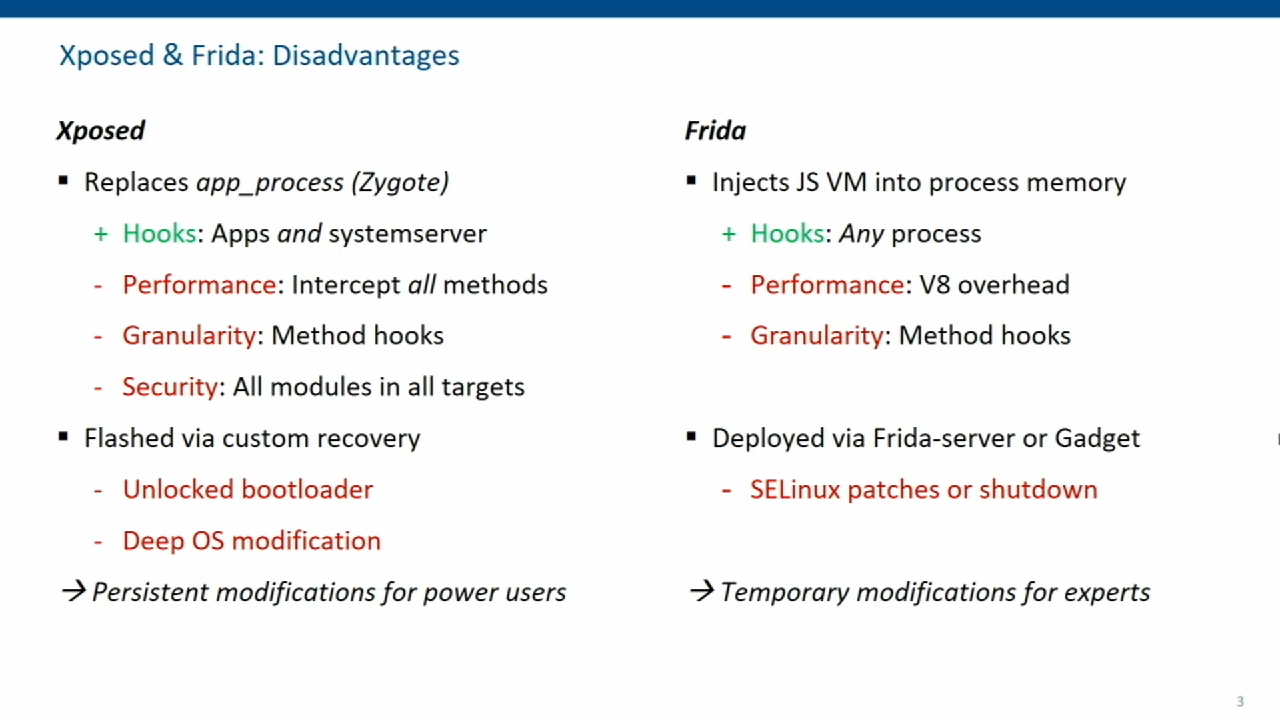 Xposed & Frida: Disadvantages
Xposed
▪ Replaces app_process (Zygote)
+ Hooks: Apps and systemserver
- Performance: Intercept all methods
- Granularity: Method hooks
- Security: All modules in all targets
▪ Flashed via custom recovery
- Unlocked bootloader
- Deep OS modification
→ Persistent modifications for power users
Frida
▪ Injects JS VM into process memory
+ Hooks: Any process
- Performance: V8 overhead
- Granularity: Method hooks
▪ Deployed via Frida-server or Gadget
- SELinux patches or shutdown
→ Temporary modifications for experts
3